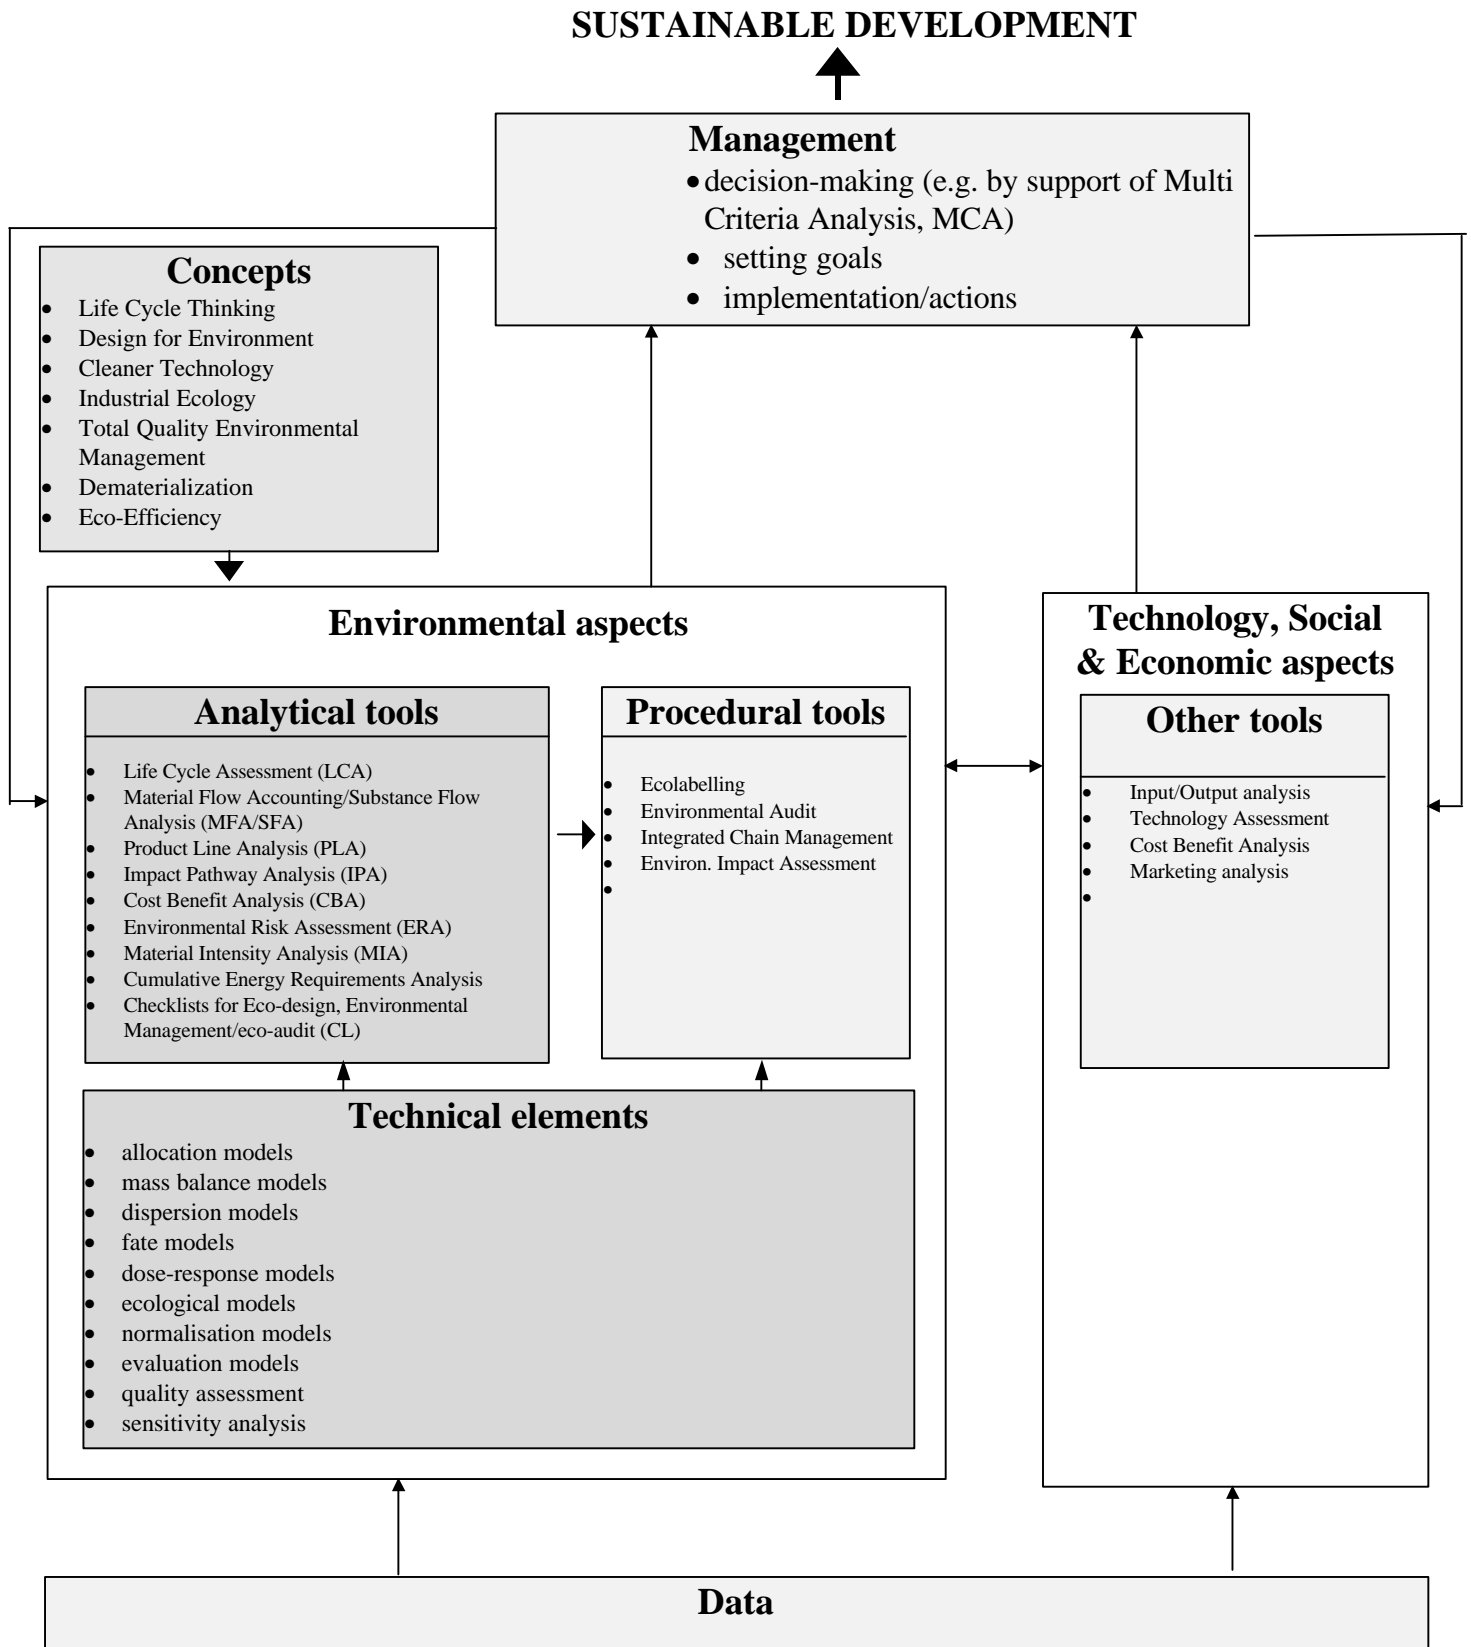 SUSTAINABLE DEVELOPMENT
Management
• decision-making (e.g. by support of Multi
Criteria Analysis, MCA)
• setting goals
• implementation/actions
Concepts
• Life Cycle Thinking
• Design for Environment
• Cleaner Technology
• Industrial Ecology
• Total Quality Environmental
Management
• Dematerialization
• Eco-Efficiency
Environmental aspects
Analytical tools
• Life Cycle Assessment (LCA)
• Material Flow Accounting/Substance Flow
Analysis (MFA/SFA)
• Product Line Analysis (PLA)
• Impact Pathway Analysis (IPA)
• Cost Benefit Analysis (CBA)
• Environmental Risk Assessment (ERA)
• Material Intensity Analysis (MIA)
• Cumulative Energy Requirements Analysis
• Checklists for Eco-design, Environmental
Management/eco-audit (CL)
Procedural tools
• Ecolabelling
• Environmental Audit
• Integrated Chain Management
• Environ. Impact Assessment
•
Technical elements
• allocation models
• mass balance models
• dispersion models
• fate models
• dose-response models
• ecological models
• normalisation models
• evaluation models
• quality assessment
• sensitivity analysis
Technology, Social
& Economic aspects
Other tools
• Input/Output analysis
• Technology Assessment
• Cost Benefit Analysis
• Marketing analysis
•
Data